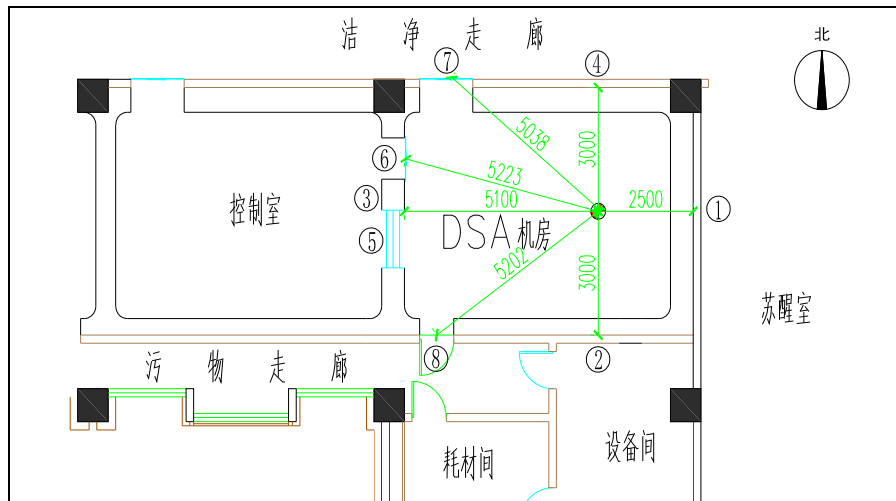 洁净走廊
北
⑦
④
5038
3000
⑥
5223
③
5100
2500
①
控制室
⑤
DSA机房
5202
3000
苏醒室
⑧
②
污物走廊
设备间
耗材间